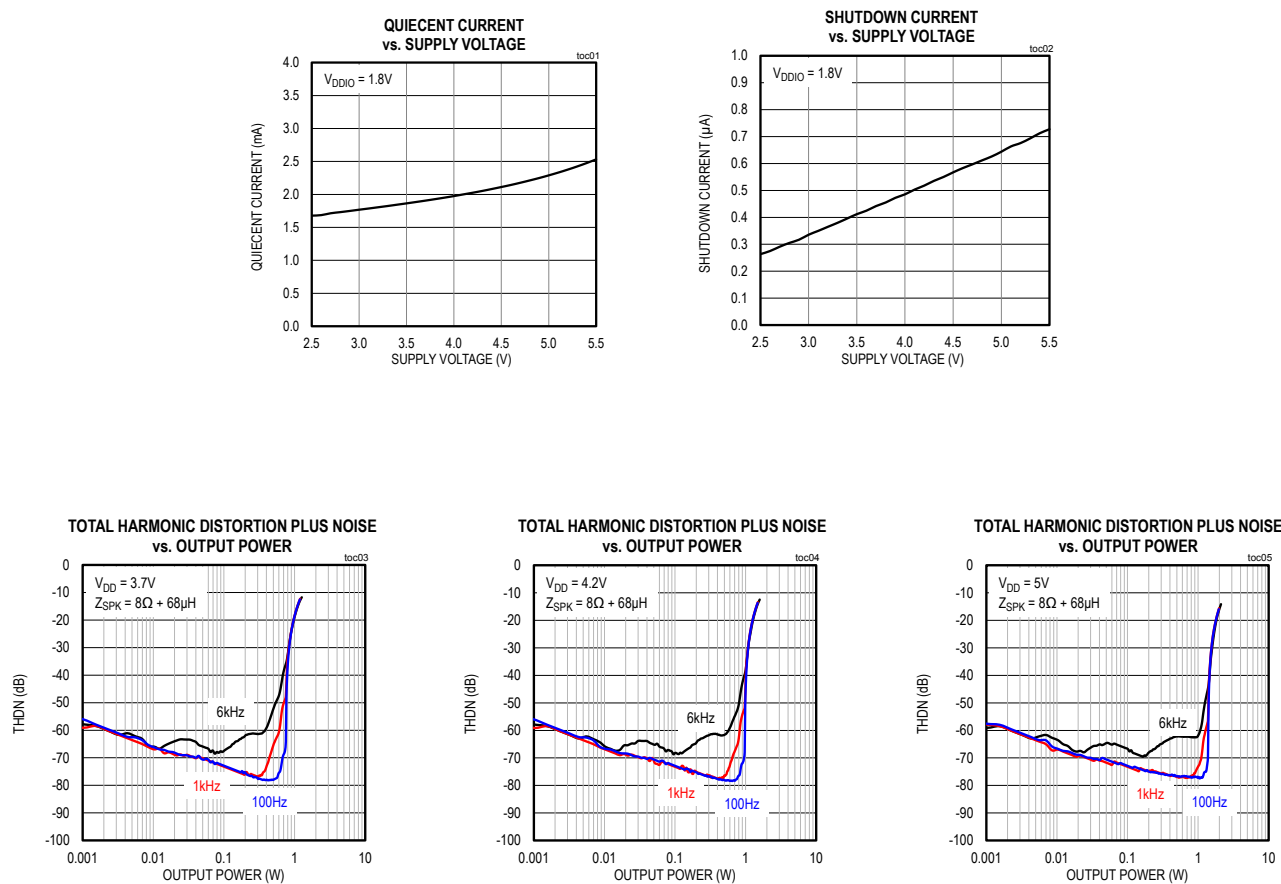 QUIECENT CURRENT
vs. SUPPLY VOLTAGE
toc01
V_DDIO = 1.8V
QUIECENT CURRENT (mA)
4.0
3.5
3.0
2.5
2.0
1.5
1.0
0.5
0.0
2.5 3.0 3.5 4.0 4.5 5.0 5.5
SUPPLY VOLTAGE (V)
SHUTDOWN CURRENT
vs. SUPPLY VOLTAGE
toc02
V_DDIO = 1.8V
SHUTDOWN CURRENT (µA)
1.0
0.9
0.8
0.7
0.6
0.5
0.4
0.3
0.2
0.1
0.0
2.5 3.0 3.5 4.0 4.5 5.0 5.5
SUPPLY VOLTAGE (V)
TOTAL HARMONIC DISTORTION PLUS NOISE
vs. OUTPUT POWER
toc03
V_DD = 3.7V
Z_SPK = 8Ω + 68µH
THDN (dB)
0
-10
-20
-30
-40
-50
-60
-70
-80
-90
-100
6kHz
1kHz
100Hz
0.001 0.01 0.1 1 10
OUTPUT POWER (W)
TOTAL HARMONIC DISTORTION PLUS NOISE
vs. OUTPUT POWER
toc04
V_DD = 4.2V
Z_SPK = 8Ω + 68µH
THDN (dB)
0
-10
-20
-30
-40
-50
-60
-70
-80
-90
-100
6kHz
1kHz
100Hz
0.001 0.01 0.1 1 10
OUTPUT POWER (W)
TOTAL HARMONIC DISTORTION PLUS NOISE
vs. OUTPUT POWER
toc05
V_DD = 5V
Z_SPK = 8Ω + 68µH
THDN (dB)
0
-10
-20
-30
-40
-50
-60
-70
-80
-90
-100
6kHz
1kHz
100Hz
0.001 0.01 0.1 1 10
OUTPUT POWER (W)